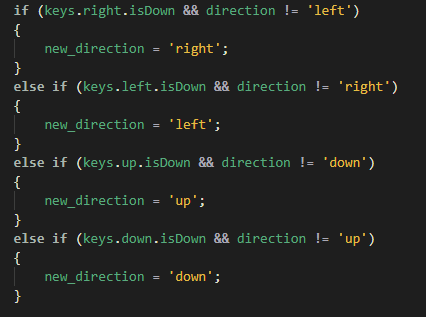 if (keys.right.isDown && direction != 'left')
{
    new_direction = 'right';
}
else if (keys.left.isDown && direction != 'right')
{
    new_direction = 'left';
}
else if (keys.up.isDown && direction != 'down')
{
    new_direction = 'up';
}
else if (keys.down.isDown && direction != 'up')
{
    new_direction = 'down';
}